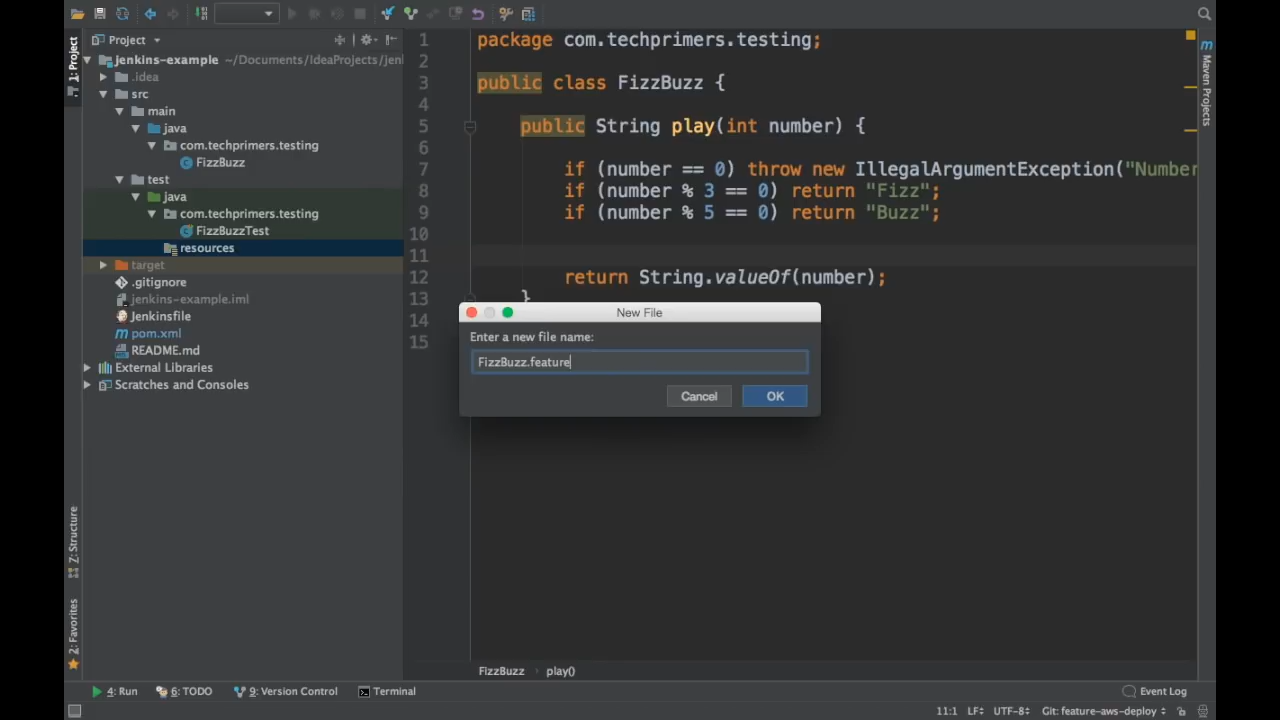 Project
1
package com.techprimers.testing;
jenkins-example ~/Documents/IdeaProjects/jen
2
.idea
3
public class FizzBuzz {
src
4
main
5
public String play(int number) {
java
6
com.techprimers.testing
7
if (number == 0) throw new IllegalArgumentException("Number
FizzBuzz
8
if (number % 3 == 0) return "Fizz";
test
9
if (number % 5 == 0) return "Buzz";
java
10
com.techprimers.testing
11
FizzBuzzTest
12
return String.valueOf(number);
resources
13
}
target
14
.gitignore
15
jenkins-example.iml
Jenkinsfile
pom.xml
README.md
External Libraries
Scratches and Consoles
New File
Enter a new file name:
FizzBuzz.feature
Cancel
OK
1: Project
Z: Structure
2: Favorites
Maven Projects
FizzBuzz
play()
4: Run
6: TODO
9: Version Control
Terminal
Event Log
11:1
LF
UTF-8
Git: feature-aws-deploy